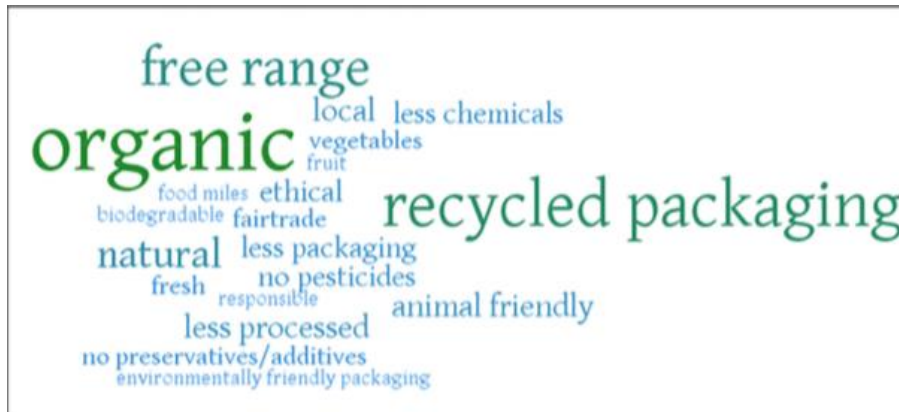 free range
local less chemicals
organic
vegetables
fruit
food miles ethical
recycled packaging
biodegradable fairtrade
natural less packaging
fresh no pesticides
responsible
animal friendly
less processed
no preservatives/additives
environmentally friendly packaging